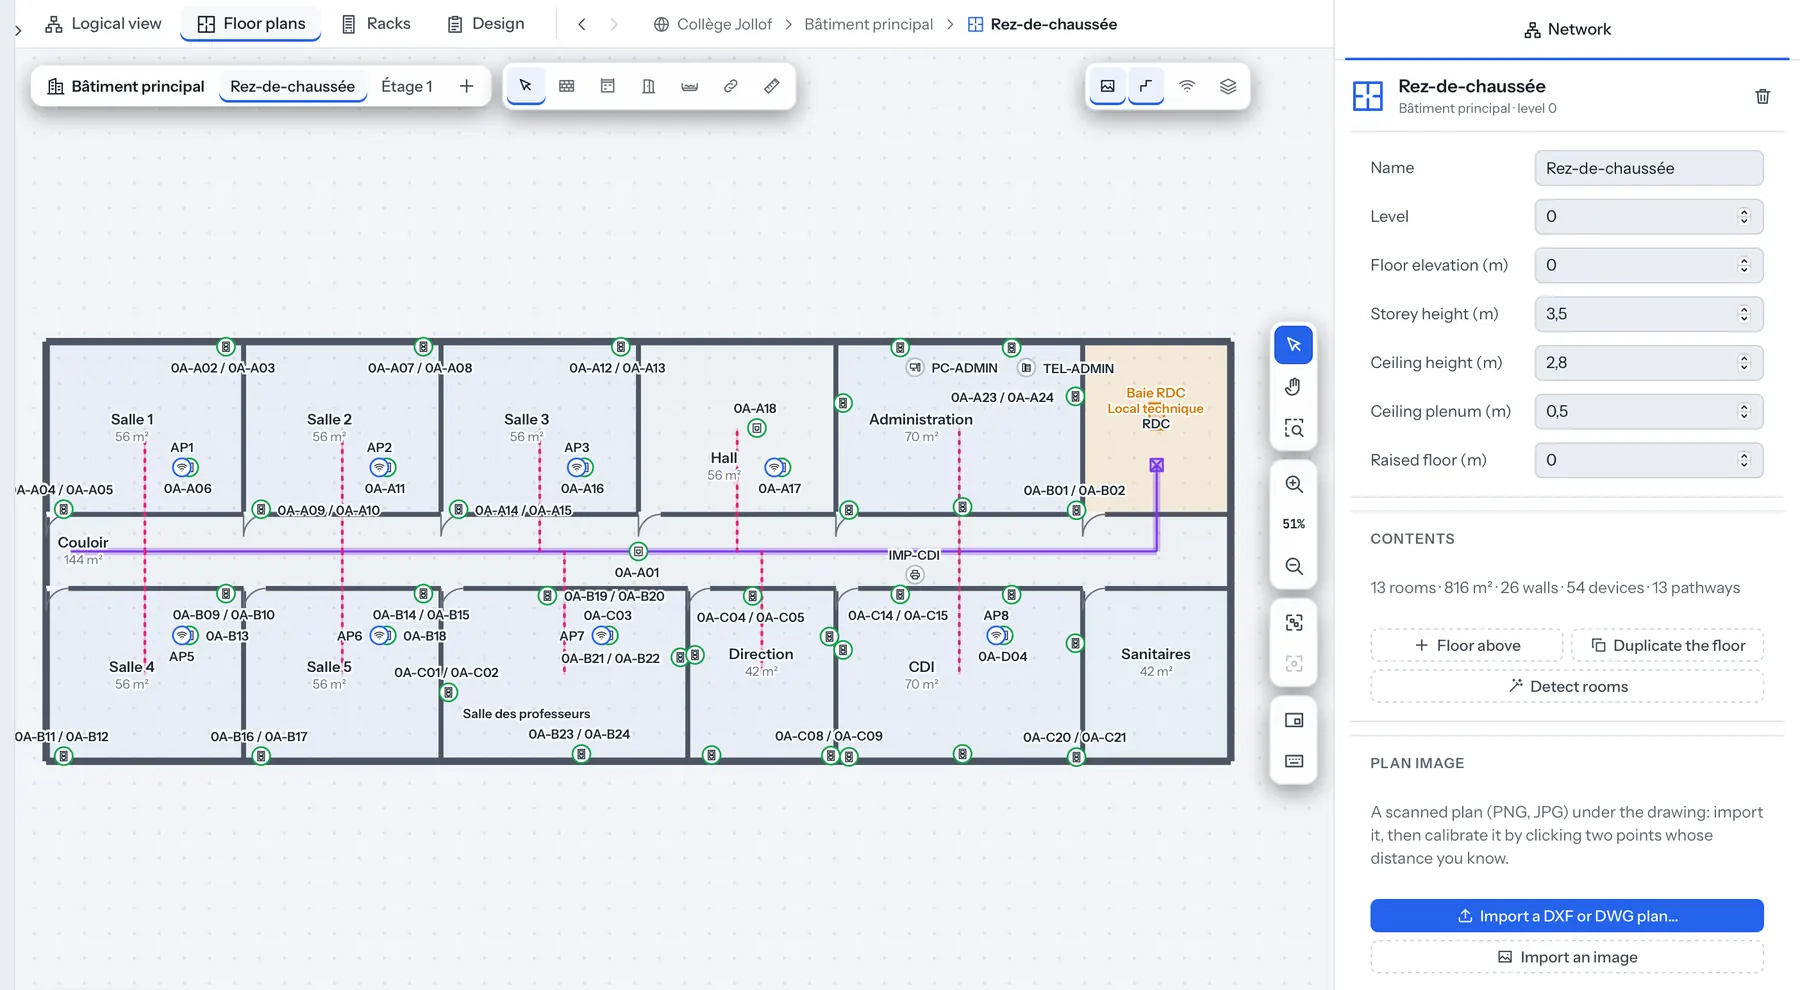 Logical view
Floor plans
Racks
Design
Collège Jollof
Bâtiment principal
Rez-de-chaussée
Network
Bâtiment principal
Rez-de-chaussée
Étage 1
Rez-de-chaussée
Bâtiment principal · level 0
Name
Rez-de-chaussée
Level
0
Floor elevation (m)
0
Storey height (m)
3,5
Ceiling height (m)
2,8
Ceiling plenum (m)
0,5
Raised floor (m)
0
CONTENTS
13 rooms · 816 m² · 26 walls · 54 devices · 13 pathways
Floor above
Duplicate the floor
Detect rooms
PLAN IMAGE
A scanned plan (PNG, JPG) under the drawing: import
it, then calibrate it by clicking two points whose
distance you know.
Import a DXF or DWG plan...
Import an image
0A-A02 / 0A-A03
0A-A07 / 0A-A08
0A-A12 / 0A-A13
PC-ADMIN
TEL-ADMIN
0A-A23 / 0A-A24
Baie RDC
Local technique
RDC
0A-A18
Salle 1
56 m²
Salle 2
56 m²
Salle 3
56 m²
Administration
70 m²
AP1
AP2
AP3
Hall
56 m²
0A-A06
0A-A11
0A-A16
0A-A17
A-A04 / 0A-A05
0A-B01 / 0A-B02
0A-A09 / 0A-A10
0A-A14 / 0A-A15
51%
Couloir
144 m²
IMP-CDI
0A-A01
0A-B19 / 0A-B20
0A-B09 / 0A-B10
0A-B14 / 0A-B15
0A-C03
0A-C04 / 0A-C05
0A-C14 / 0A-C15
AP8
0A-B13
AP5
AP6
0A-B18
AP7
0A-B21 / 0A-B22
0A-D04
Salle 4
56 m²
Salle 5
56 m²
0A-C01 / 0A-C02
Direction
42 m²
CDI
70 m²
Sanitaires
42 m²
Salle des professeurs
0A-B11 / 0A-B12
0A-B16 / 0A-B17
0A-B23 / 0A-B24
0A-C08 / 0A-C09
0A-C20 / 0A-C21